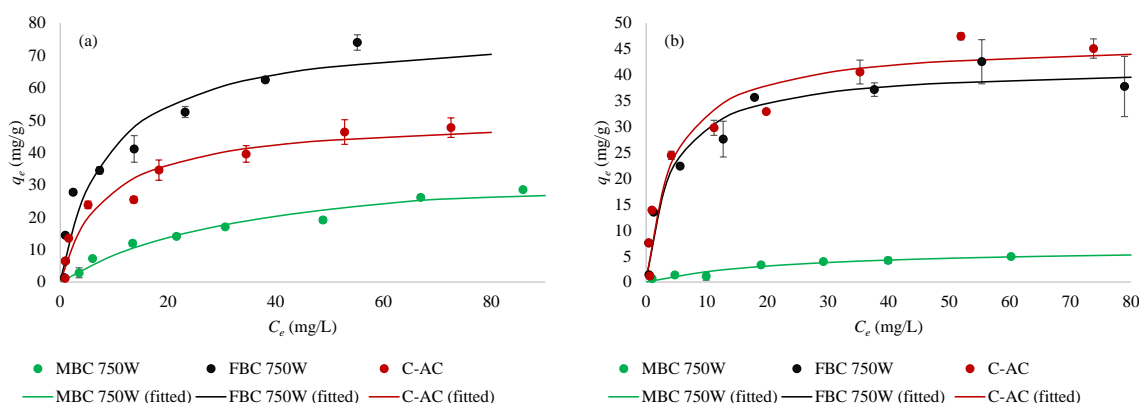 (a)
80
70
60
50
40
30
20
10
0
q_e (mg/g)
0 20 40 60 80
C_e (mg/L)
MBC 750W FBC 750W C-AC
MBC 750W (fitted) FBC 750W (fitted) C-AC (fitted)
(b)
50
45
40
35
30
25
20
15
10
5
0
q_e (mg/g)
0 10 20 30 40 50 60 70 80
C_e (mg/L)
MBC 750W FBC 750W C-AC
MBC 750W (fitted) FBC 750W (fitted) C-AC (fitted)